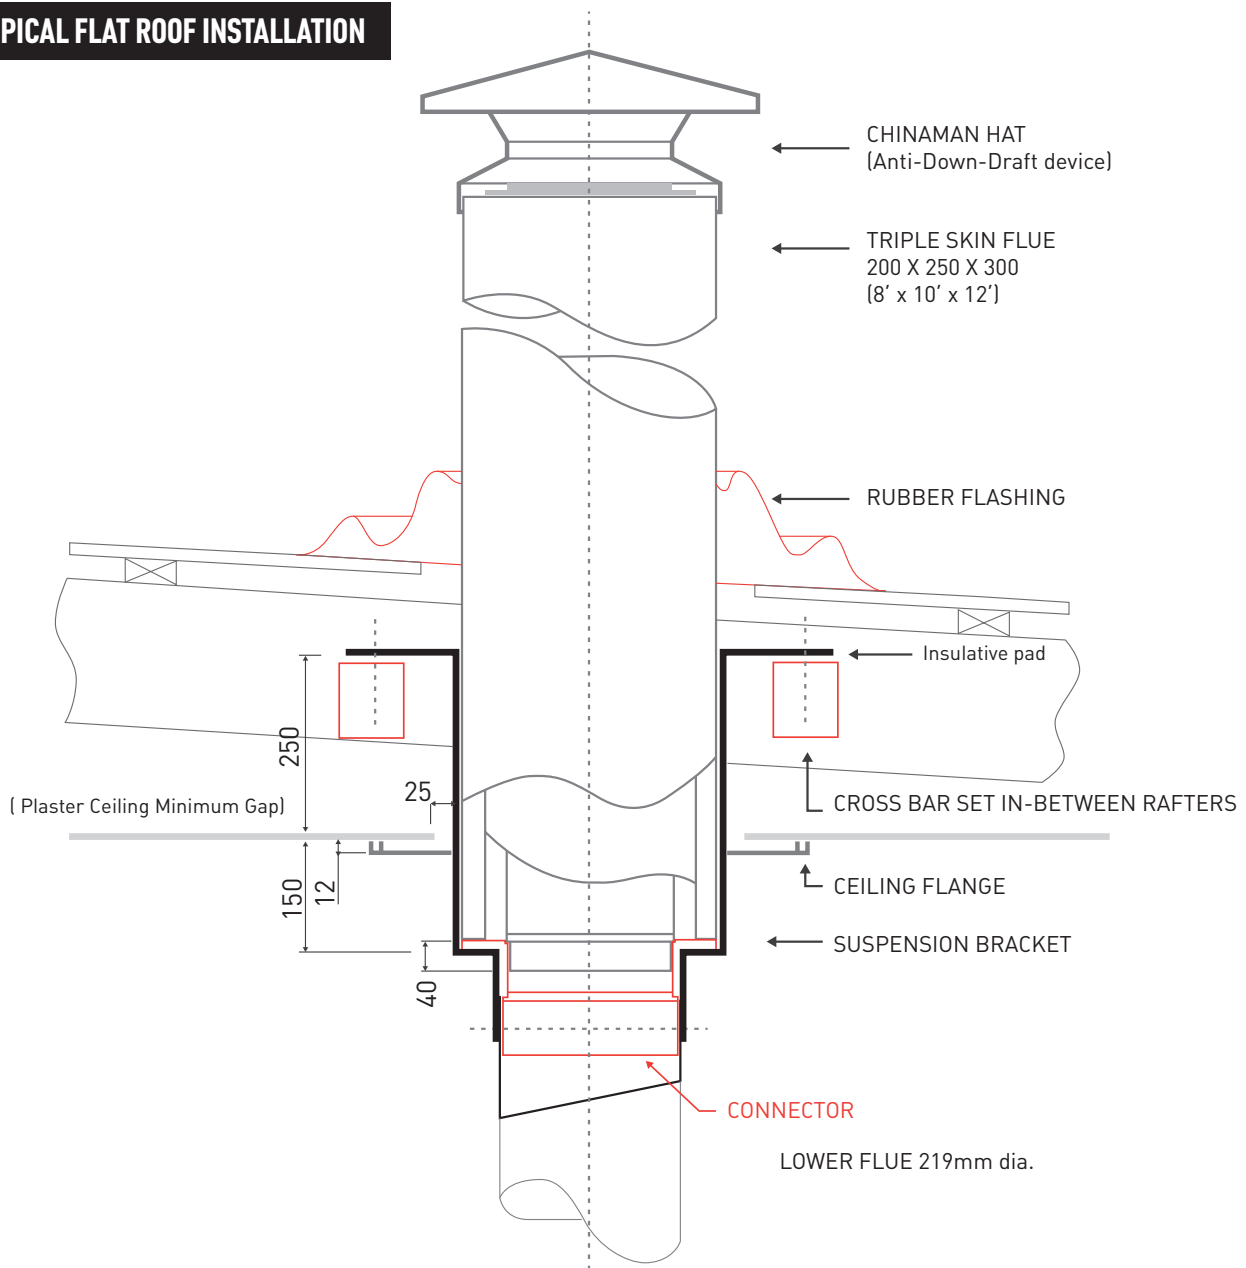 PICAL FLAT ROOF INSTALLATION
CHINAMAN HAT
(Anti-Down-Draft device)
TRIPLE SKIN FLUE
200 X 250 X 300
(8’ x 10’ x 12’)
RUBBER FLASHING
Insulative pad
250
25
( Plaster Ceiling Minimum Gap)
CROSS BAR SET IN-BETWEEN RAFTERS
150
12
CEILING FLANGE
SUSPENSION BRACKET
40
CONNECTOR
LOWER FLUE 219mm dia.